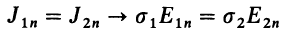 J₁ₙ = J₂ₙ → σ₁E₁ₙ = σ₂E₂ₙ